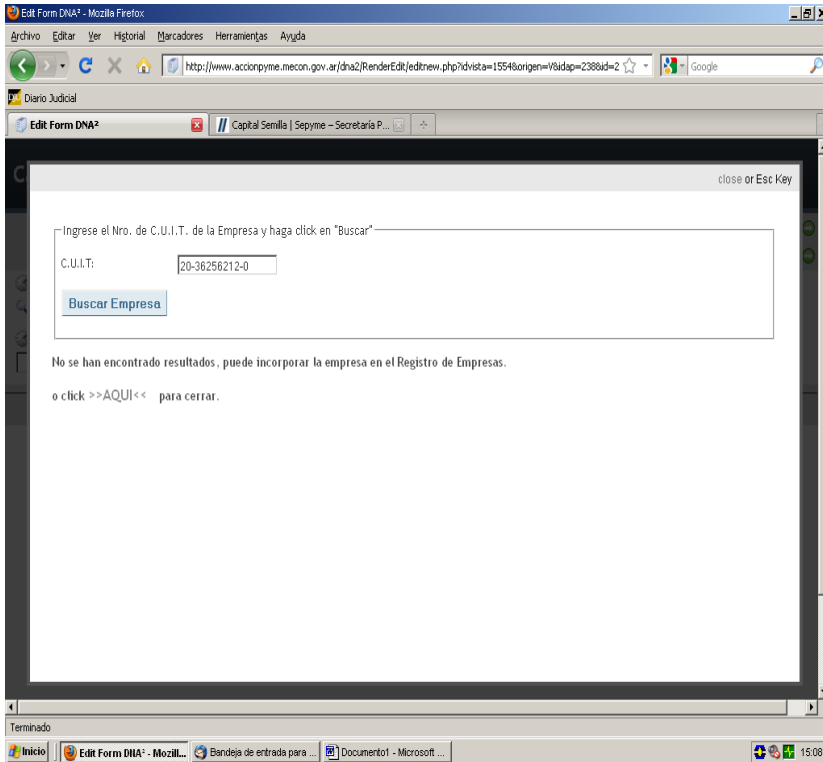 Edit Form DNA² - Mozilla Firefox
Archivo Editar Ver Historial Marcadores Herramientas Ayuda
http://www.accionpyme.mecon.gov.ar/dna2/RenderEdit/editnew.php?idvista=1554&origen=V&idap=238&id=2
Google
Diario Judicial
Edit Form DNA²
Capital Semilla | Sepyme – Secretaría P...
close or Esc Key
Ingrese el Nro. de C.U.I.T. de la Empresa y haga click en "Buscar"
C.U.I.T: 20-36256212-0
Buscar Empresa
No se han encontrado resultados, puede incorporar la empresa en el Registro de Empresas.
o click >>AQUI<< para cerrar.
Terminado
Inicio Edit Form DNA² - Mozill... Bandeja de entrada para ... Documento1 - Microsoft ... 15:08